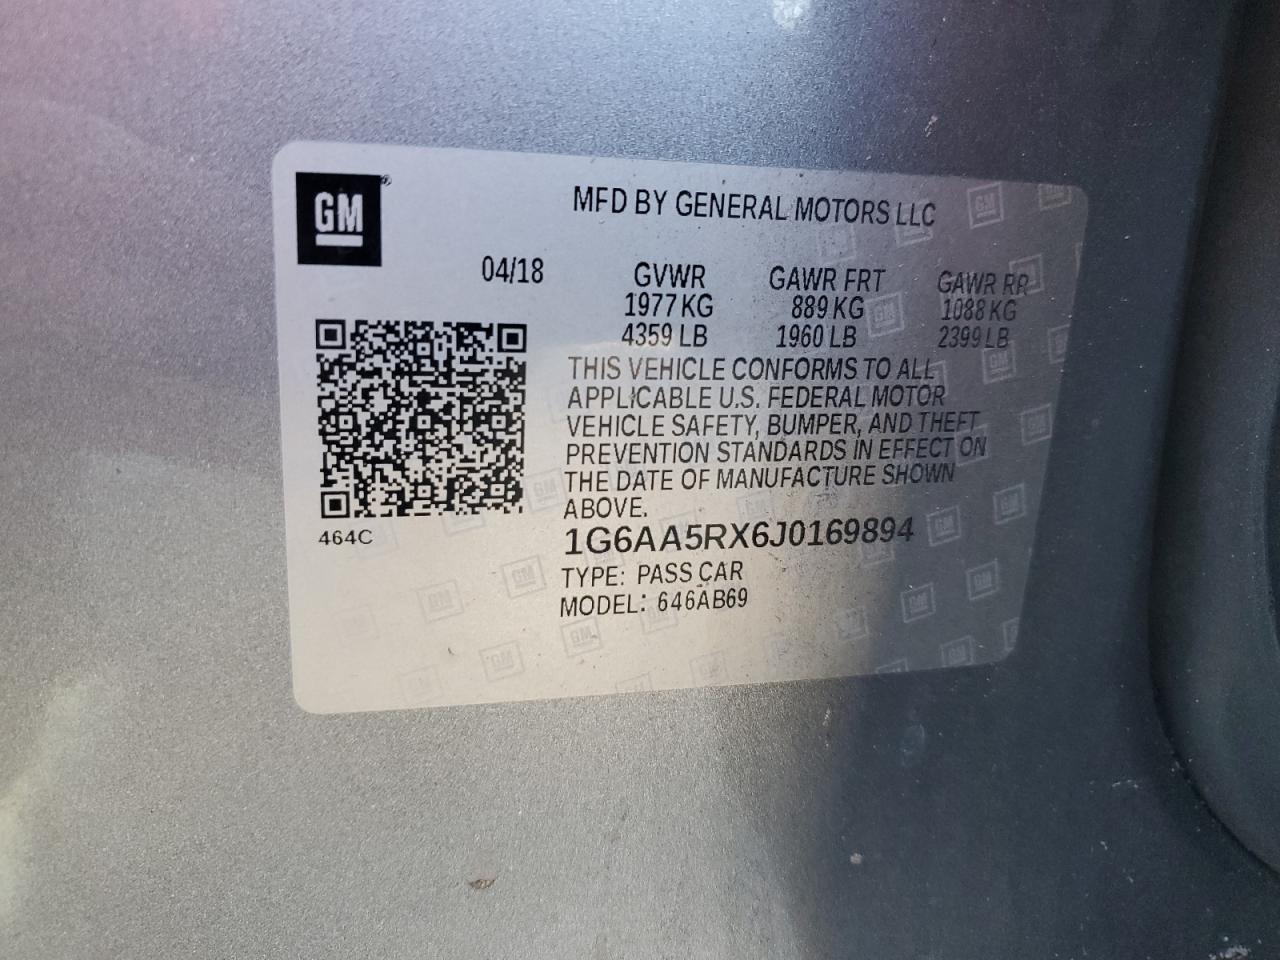 GM®
MFD BY GENERAL MOTORS LLC
04/18 GVWR GAWR FRT GAWR RR
1977 KG 889 KG 1088 KG
4359 LB 1960 LB 2399 LB
THIS VEHICLE CONFORMS TO ALL
APPLICABLE U.S. FEDERAL MOTOR
VEHICLE SAFETY, BUMPER, AND THEFT
PREVENTION STANDARDS IN EFFECT ON
THE DATE OF MANUFACTURE SHOWN
ABOVE.
464C
1G6AA5RX6J0169894
TYPE: PASS CAR
MODEL: 646AB69